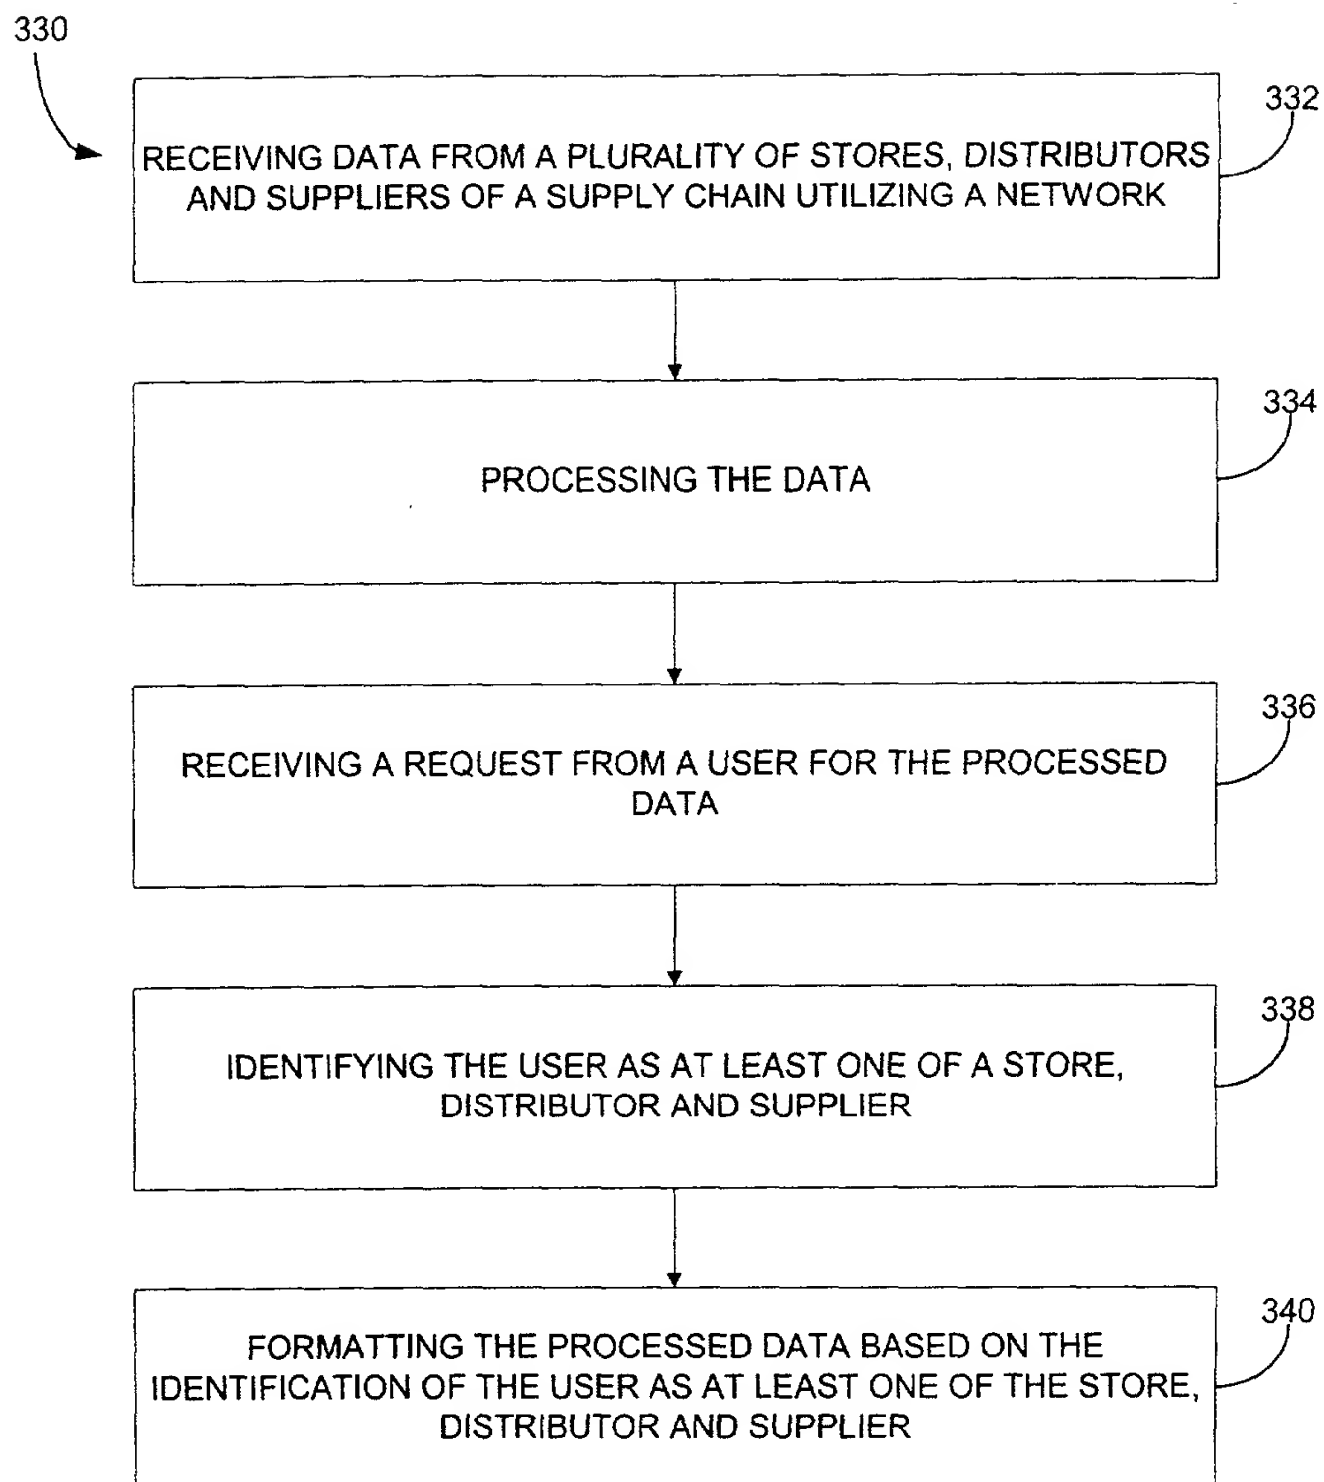 330
332
RECEIVING DATA FROM A PLURALITY OF STORES, DISTRIBUTORS
AND SUPPLIERS OF A SUPPLY CHAIN UTILIZING A NETWORK
334
PROCESSING THE DATA
336
RECEIVING A REQUEST FROM A USER FOR THE PROCESSED
DATA
338
IDENTIFYING THE USER AS AT LEAST ONE OF A STORE,
DISTRIBUTOR AND SUPPLIER
340
FORMATTING THE PROCESSED DATA BASED ON THE
IDENTIFICATION OF THE USER AS AT LEAST ONE OF THE STORE,
DISTRIBUTOR AND SUPPLIER